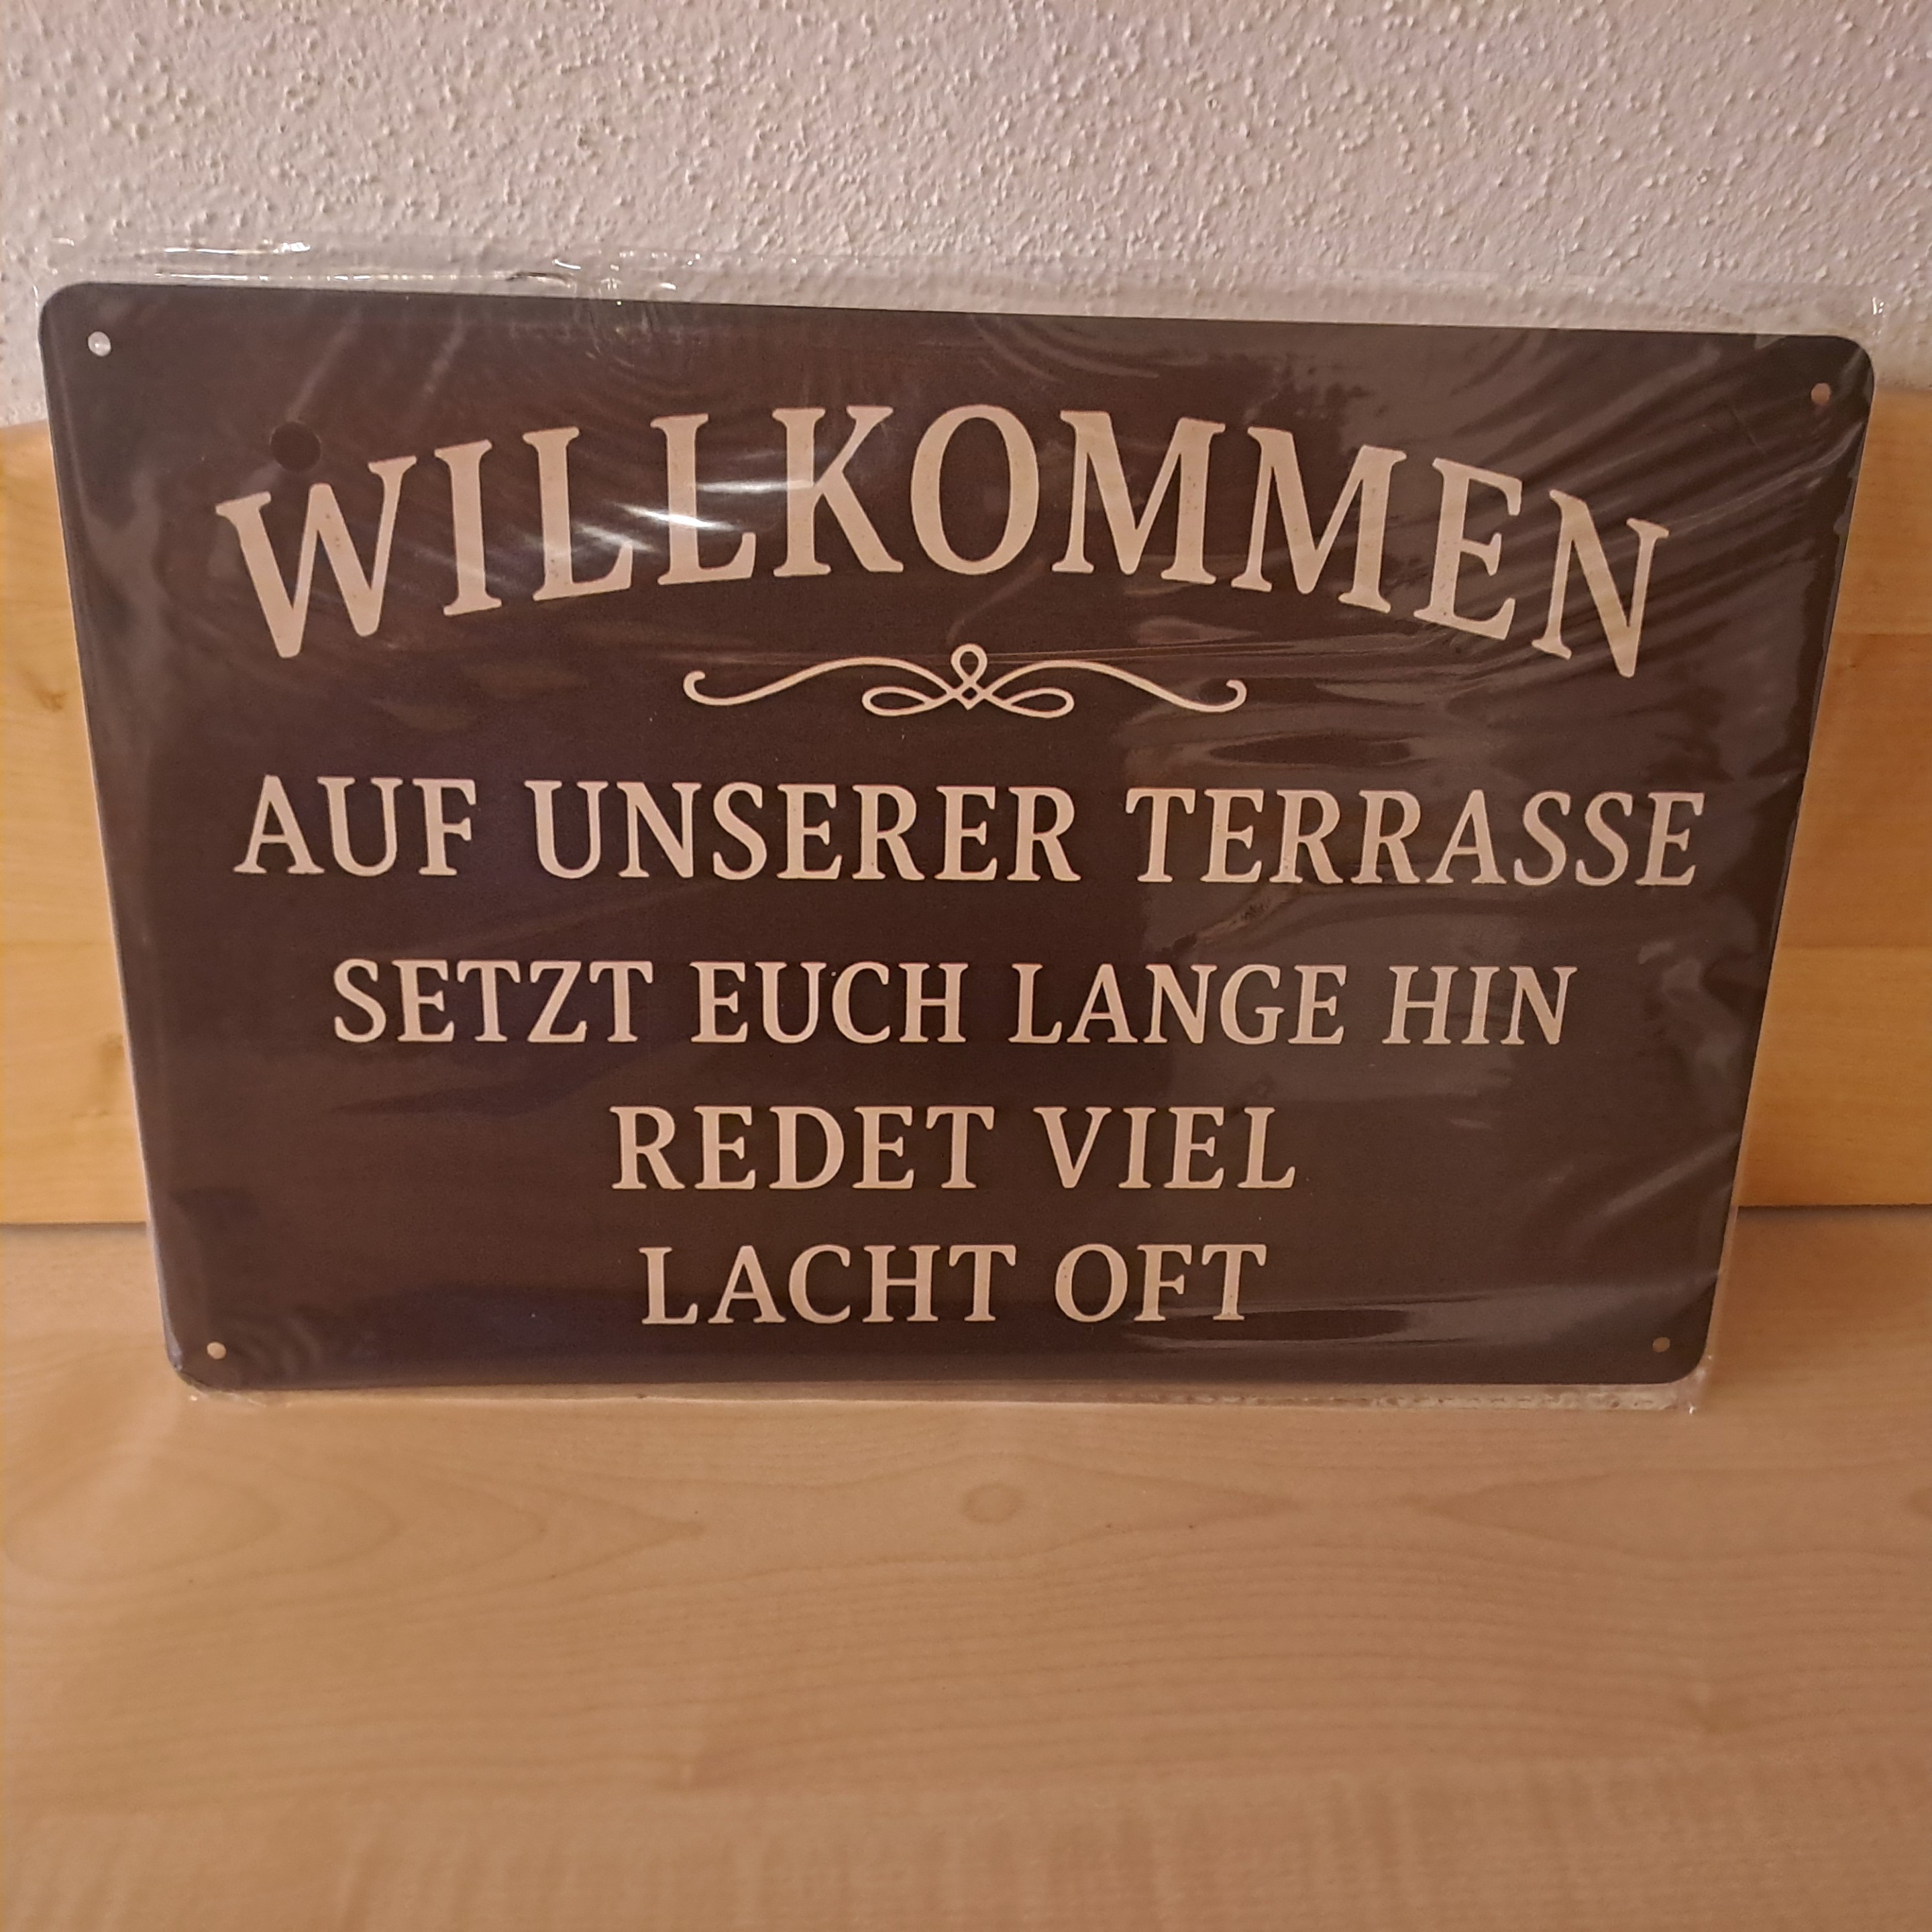 WILLKOMMEN
AUF UNSERER TERRASSE
SETZT EUCH LANGE HIN
REDET VIEL
LACHT OFT